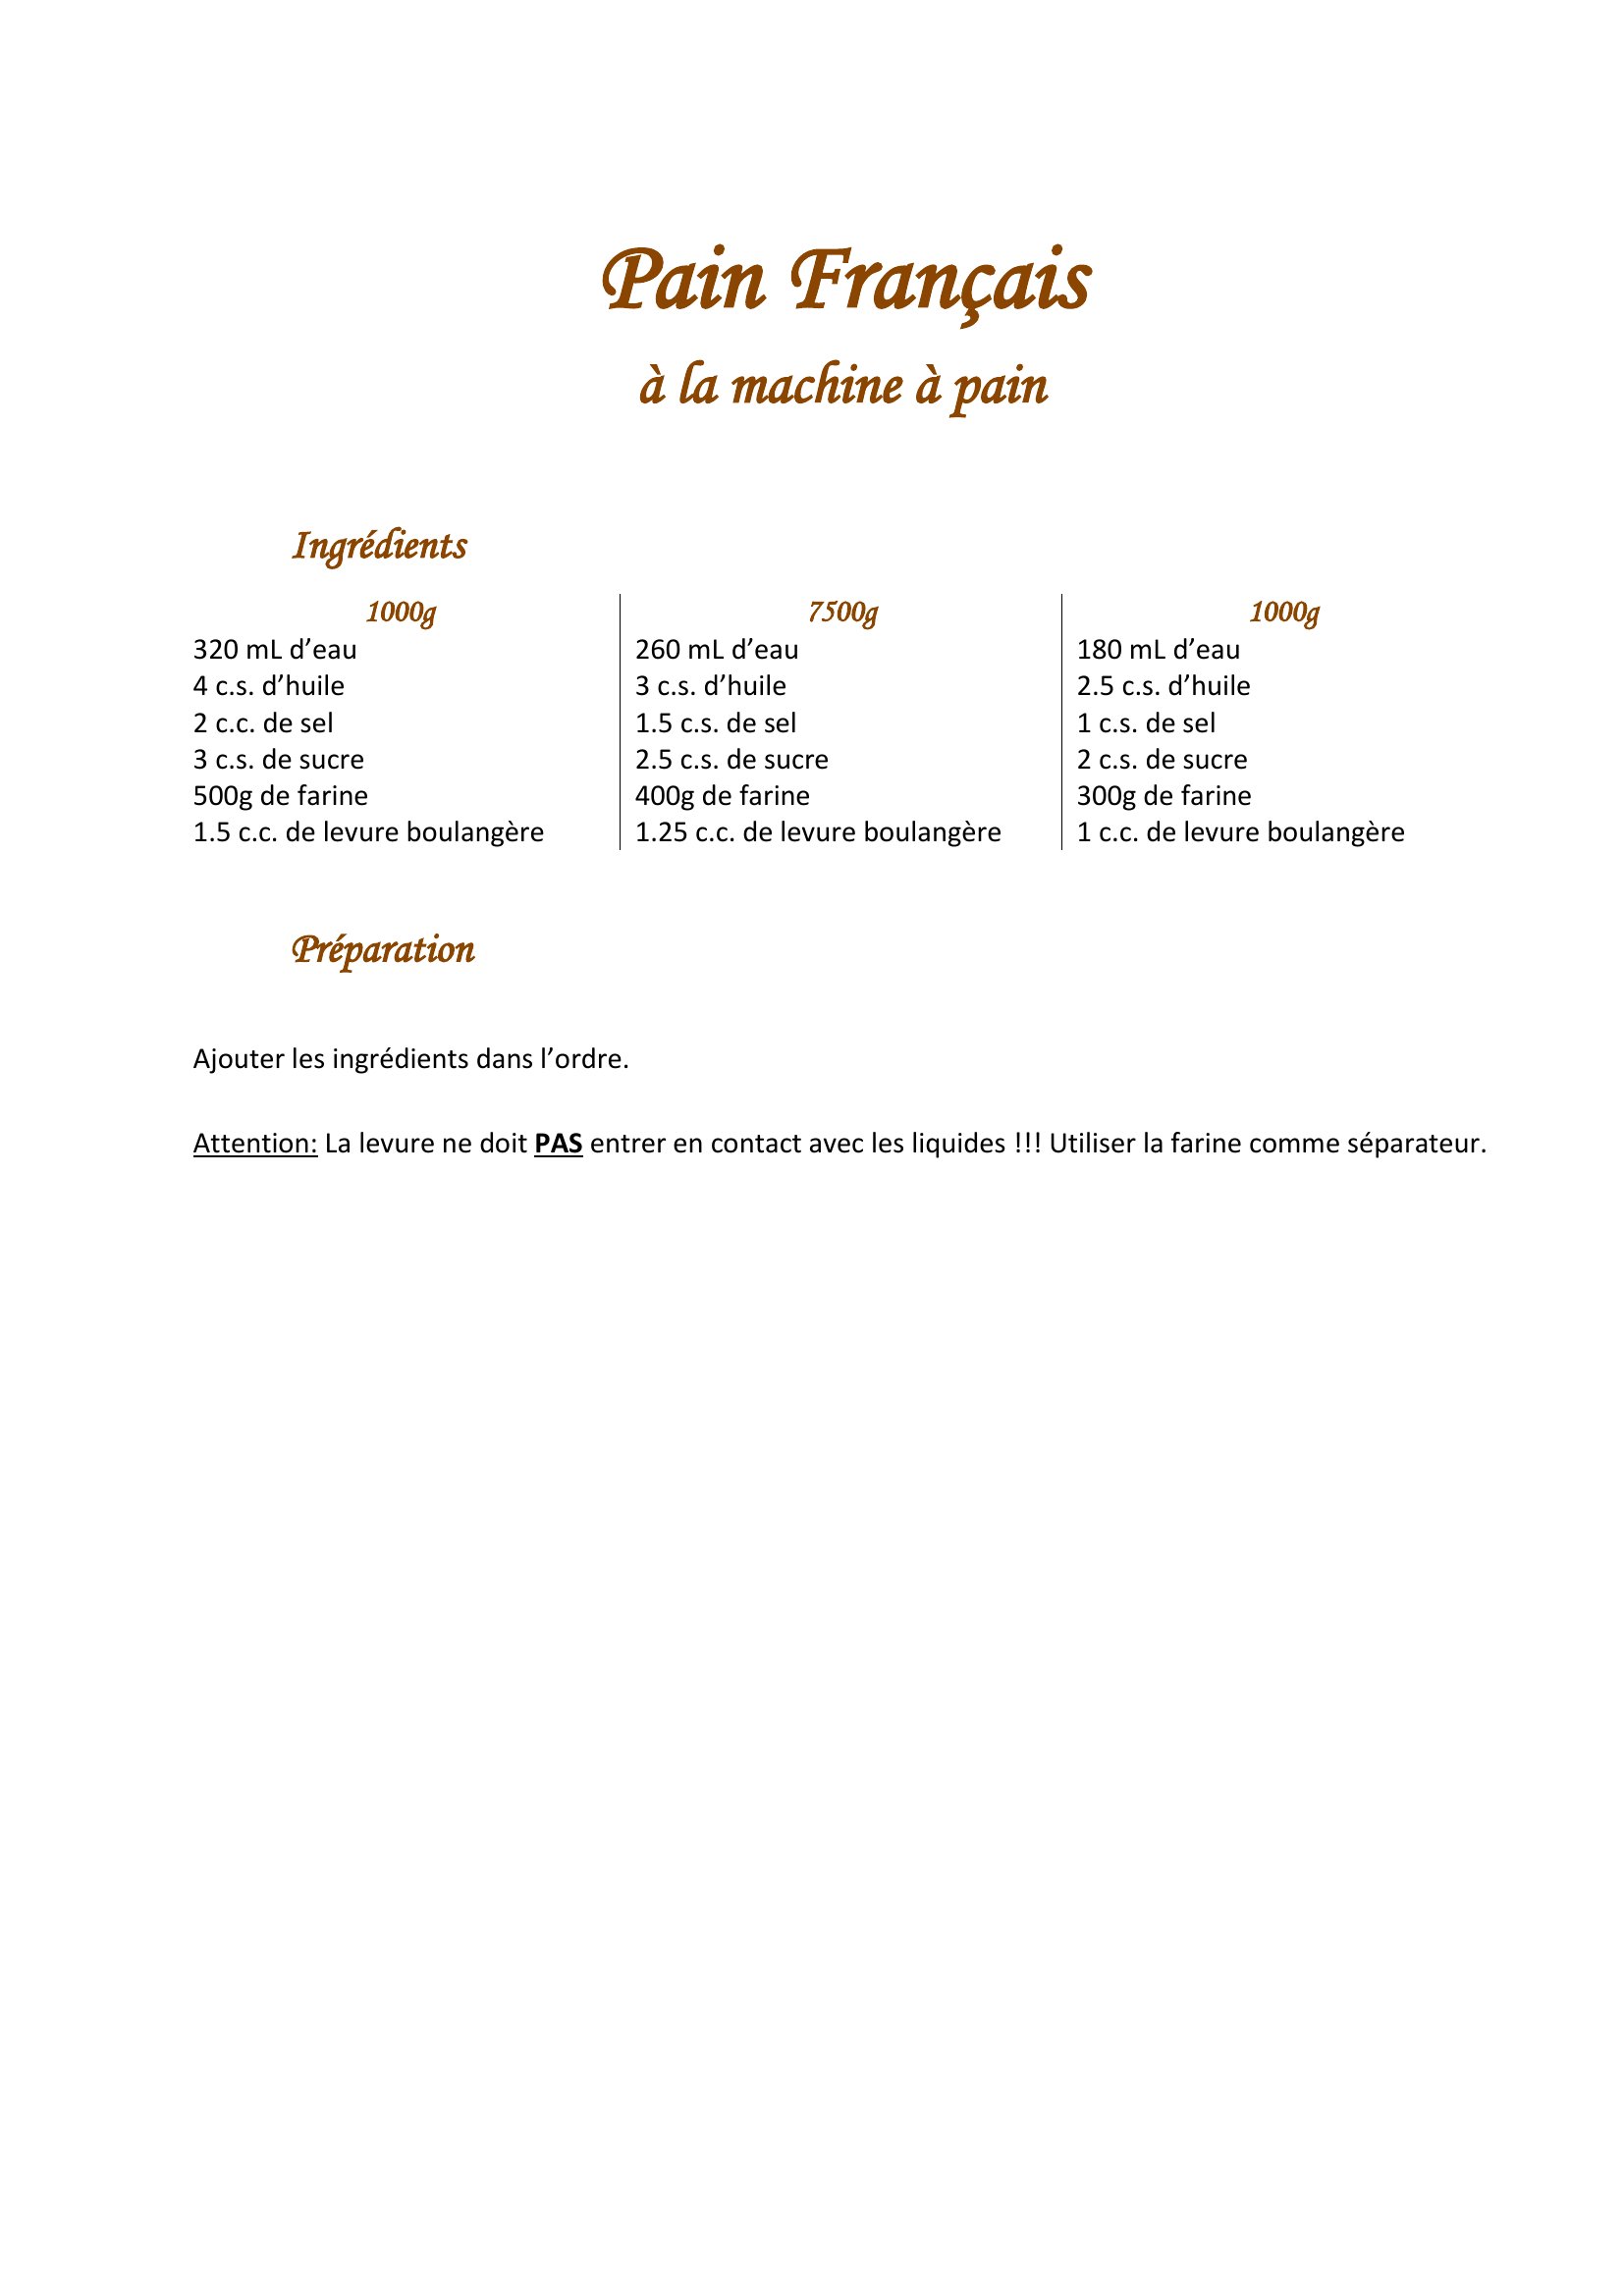 Pain Français
à la machine à pain
Ingrédients
1000g
320 mL d’eau
4 c.s. d’huile
2 c.c. de sel
3 c.s. de sucre
500g de farine
1.5 c.c. de levure boulangère
7500g
260 mL d’eau
3 c.s. d’huile
1.5 c.s. de sel
2.5 c.s. de sucre
400g de farine
1.25 c.c. de levure boulangère
1000g
180 mL d’eau
2.5 c.s. d’huile
1 c.s. de sel
2 c.s. de sucre
300g de farine
1 c.c. de levure boulangère
Préparation
Ajouter les ingrédients dans l’ordre.
Attention: La levure ne doit PAS entrer en contact avec les liquides !!! Utiliser la farine comme séparateur.